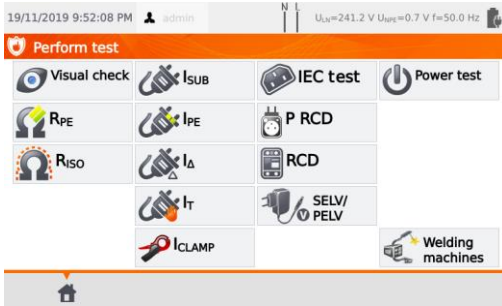 N L
19/11/2019 9:52:08 PM admin ULN=241.2 V UNPE=0.7 V f=50.0 Hz
Perform test
Visual check
ISUB
IEC test
Power test
RPE
IPE
P RCD
RISO
I∆
RCD
IT
V
SELV/
PELV
ICLAMP
Welding
machines